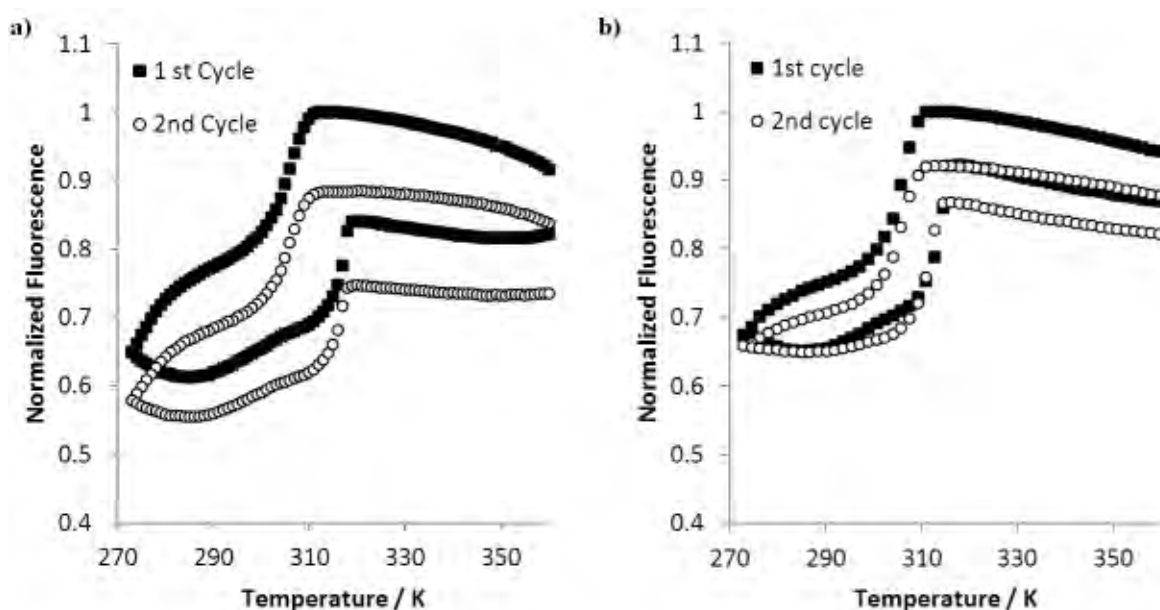 a)
Normalized Fluorescence
1.1
1
0.9
0.8
0.7
0.6
0.5
0.4
1 st Cycle
2nd Cycle
270
290
310
330
350
Temperature / K
b)
Normalized Fluorescence
1.1
1
0.9
0.8
0.7
0.6
0.5
0.4
1st cycle
2nd cycle
270
290
310
330
350
Temperature / K